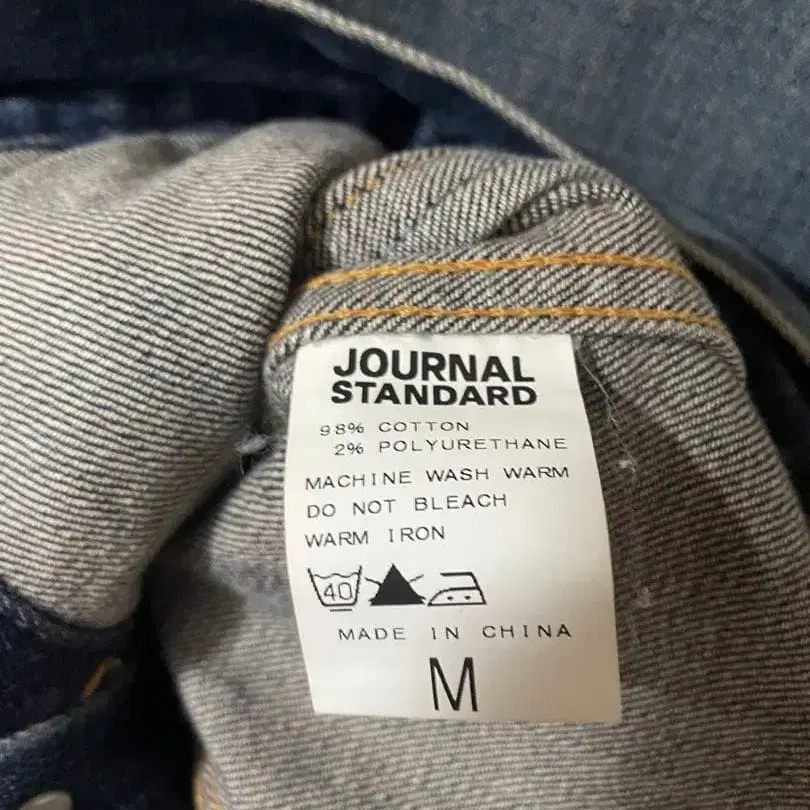 JOURNAL
STANDARD
98% COTTON
2% POLYURETHANE
MACHINE WASH WARM
DO NOT BLEACH
WARM IRON
40
MADE IN CHINA
M